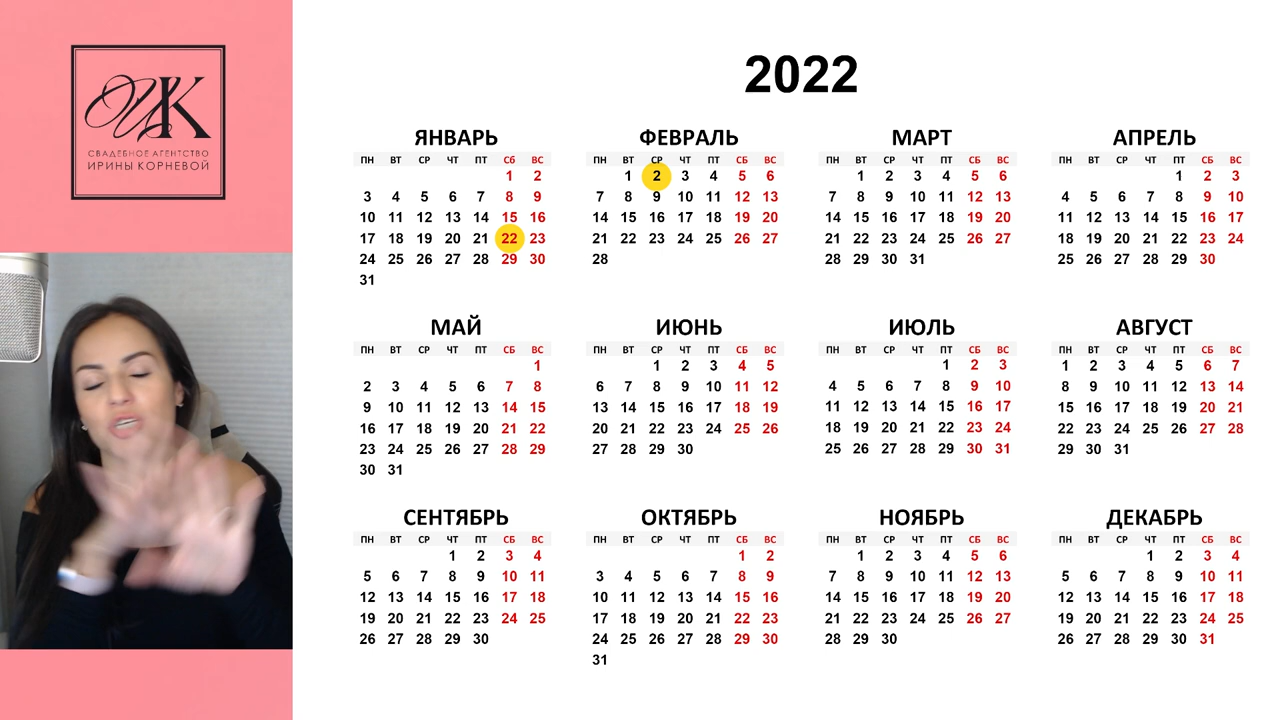 ИК
СВАДЕБНОЕ АГЕНТСТВО
ИРИНЫ КОРНЕВОЙ
2022
ЯНВАРЬ
ПН ВТ СР ЧТ ПТ СБ ВС
1 2
3 4 5 6 7 8 9
10 11 12 13 14 15 16
17 18 19 20 21 22 23
24 25 26 27 28 29 30
31
ФЕВРАЛЬ
ПН ВТ СР ЧТ ПТ СБ ВС
1 2 3 4 5 6
7 8 9 10 11 12 13
14 15 16 17 18 19 20
21 22 23 24 25 26 27
28
МАРТ
ПН ВТ СР ЧТ ПТ СБ ВС
1 2 3 4 5 6
7 8 9 10 11 12 13
14 15 16 17 18 19 20
21 22 23 24 25 26 27
28 29 30 31
АПРЕЛЬ
ПН ВТ СР ЧТ ПТ СБ ВС
1 2 3
4 5 6 7 8 9 10
11 12 13 14 15 16 17
18 19 20 21 22 23 24
25 26 27 28 29 30
МАЙ
ПН ВТ СР ЧТ ПТ СБ ВС
1
2 3 4 5 6 7 8
9 10 11 12 13 14 15
16 17 18 19 20 21 22
23 24 25 26 27 28 29
30 31
ИЮНЬ
ПН ВТ СР ЧТ ПТ СБ ВС
1 2 3 4 5
6 7 8 9 10 11 12
13 14 15 16 17 18 19
20 21 22 23 24 25 26
27 28 29 30
ИЮЛЬ
ПН ВТ СР ЧТ ПТ СБ ВС
1 2 3
4 5 6 7 8 9 10
11 12 13 14 15 16 17
18 19 20 21 22 23 24
25 26 27 28 29 30 31
АВГУСТ
ПН ВТ СР ЧТ ПТ СБ ВС
1 2 3 4 5 6 7
8 9 10 11 12 13 14
15 16 17 18 19 20 21
22 23 24 25 26 27 28
29 30 31
СЕНТЯБРЬ
ПН ВТ СР ЧТ ПТ СБ ВС
1 2 3 4
5 6 7 8 9 10 11
12 13 14 15 16 17 18
19 20 21 22 23 24 25
26 27 28 29 30
ОКТЯБРЬ
ПН ВТ СР ЧТ ПТ СБ ВС
1 2
3 4 5 6 7 8 9
10 11 12 13 14 15 16
17 18 19 20 21 22 23
24 25 26 27 28 29 30
31
НОЯБРЬ
ПН ВТ СР ЧТ ПТ СБ ВС
1 2 3 4 5 6
7 8 9 10 11 12 13
14 15 16 17 18 19 20
21 22 23 24 25 26 27
28 29 30
ДЕКАБРЬ
ПН ВТ СР ЧТ ПТ СБ ВС
1 2 3 4
5 6 7 8 9 10 11
12 13 14 15 16 17 18
19 20 21 22 23 24 25
26 27 28 29 30 31